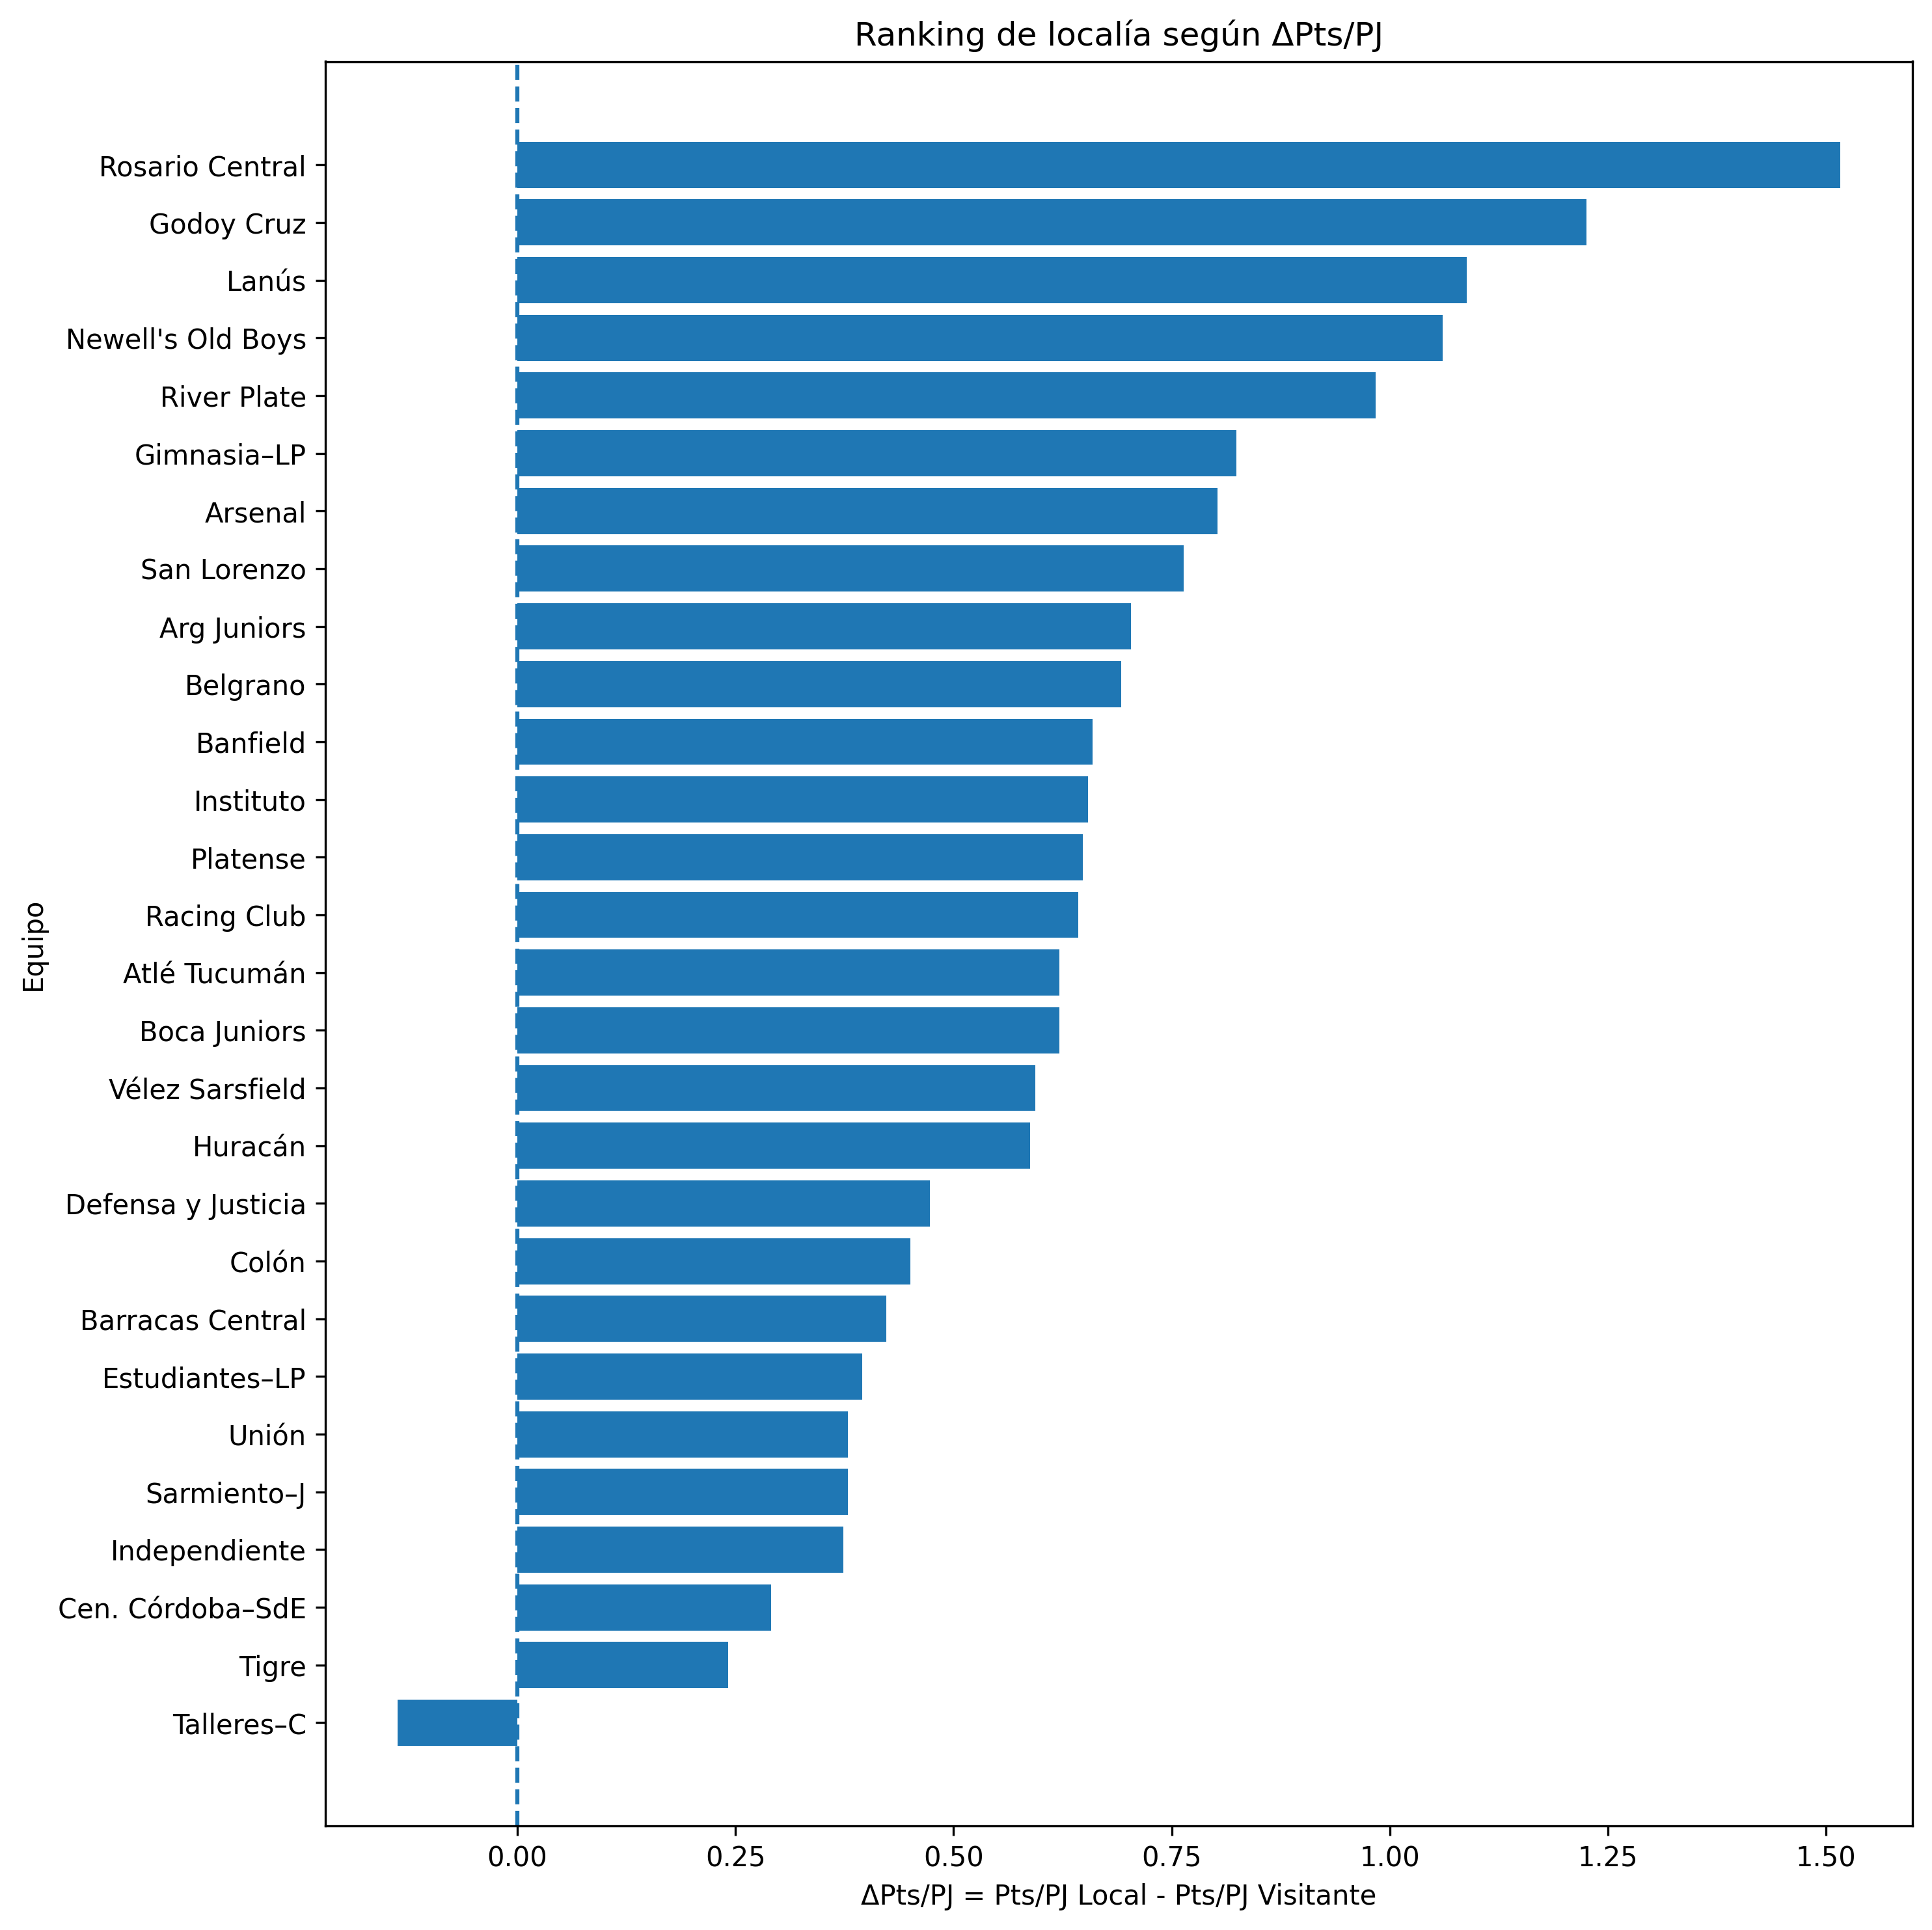 Ranking de localía según ΔPts/PJ
Equipo
Rosario Central
Godoy Cruz
Lanús
Newell's Old Boys
River Plate
Gimnasia–LP
Arsenal
San Lorenzo
Arg Juniors
Belgrano
Banfield
Instituto
Platense
Racing Club
Atlé Tucumán
Boca Juniors
Vélez Sarsfield
Huracán
Defensa y Justicia
Colón
Barracas Central
Estudiantes–LP
Unión
Sarmiento–J
Independiente
Cen. Córdoba–SdE
Tigre
Talleres–C
0.00 0.25 0.50 0.75 1.00 1.25 1.50
ΔPts/PJ = Pts/PJ Local - Pts/PJ Visitante